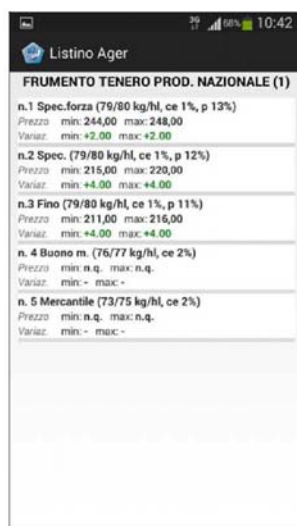 3G 68% 10:42
Listino Ager
FRUMENTO TENERO PROD. NAZIONALE (1)
n.1 Spec.forza (79/80 kg/hl, ce 1%, p 13%)
Prezzo min: 244,00 max: 248,00
Variaz. min: +2.00 max: +2.00
n.2 Spec. (79/80 kg/hl, ce 1%, p 12%)
Prezzo min: 215,00 max: 220,00
Variaz. min: +4.00 max: +4.00
n.3 Fino (79/80 kg/hl, ce 1%, p 11%)
Prezzo min: 211,00 max: 216,00
Variaz. min: +4.00 max: +4.00
n. 4 Buono m. (76/77 kg/hl, ce 2%)
Prezzo min: n.q. max: n.q.
Variaz. min: - max: -
n. 5 Mercantile (73/75 kg/hl, ce 2%)
Prezzo min: n.q. max: n.q.
Variaz. min: - max: -